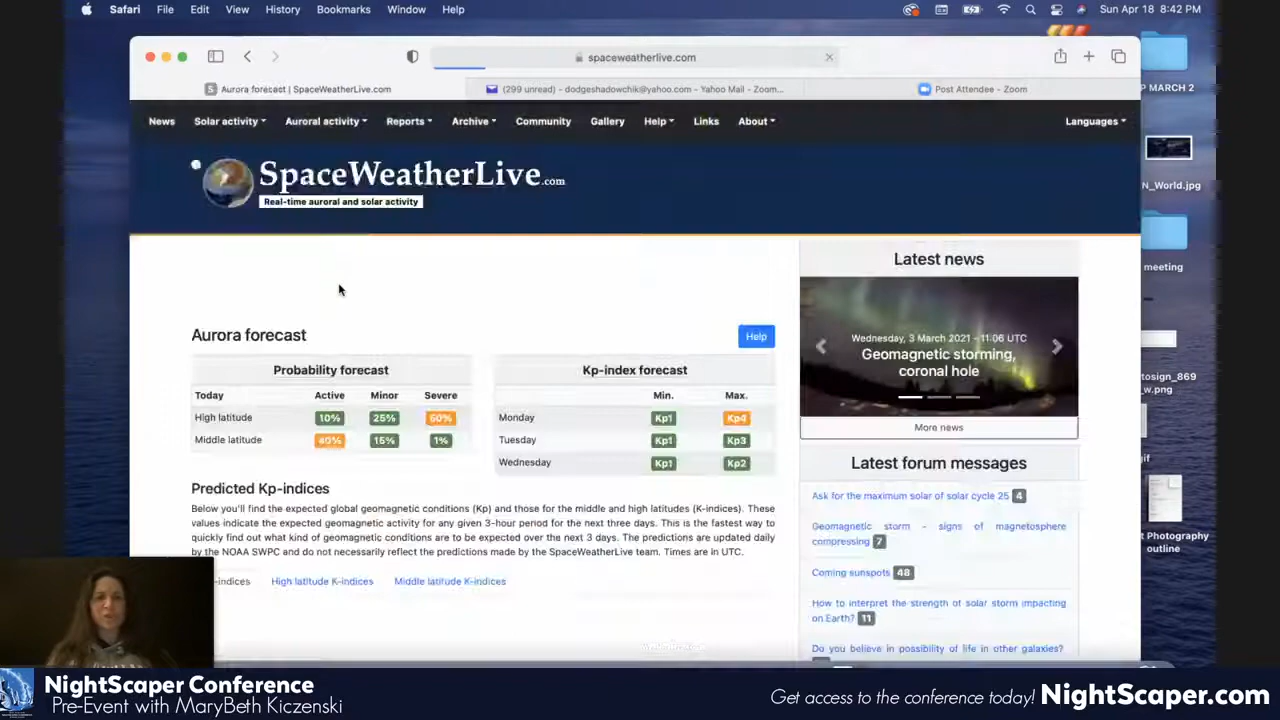 Safari File Edit View History Bookmarks Window Help Sun Apr 18 8:42 PM
spaceweatherlive.com
Aurora forecast | SpaceWeatherLive.com
(299 unread) - dodgeshadowchik@yahoo.com - Yahoo Mail - Zoom...
Post Attendee - Zoom
P MARCH 2
News Solar activity Auroral activity Reports Archive Community Gallery Help Links About Languages
SpaceWeatherLive.com
Real-time auroral and solar activity
N_World.jpg
meeting
Aurora forecast
Help
Probability forecast
Today Active Minor Severe
High latitude 10% 25% 50%
Middle latitude 40% 15% 1%
Kp-index forecast
Min. Max.
Monday Kp1 Kp4
Tuesday Kp1 Kp3
Wednesday Kp1 Kp2
Predicted Kp-indices
Below you'll find the expected global geomagnetic conditions (Kp) and those for the middle and high latitudes (K-indices). These
values indicate the expected geomagnetic activity for any given 3-hour period for the next three days. This is the fastest way to
quickly find out what kind of geomagnetic conditions are to be expected over the next 3 days. The predictions are updated daily
by the NOAA SWPC and do not necessarily reflect the predictions made by the SpaceWeatherLive team. Times are in UTC.
-indices High latitude K-indices Middle latitude K-indices
Latest news
Wednesday, 3 March 2021 - 11:06 UTC
Geomagnetic storming,
coronal hole
More news
Latest forum messages
Ask for the maximum solar of solar cycle 25 4
Geomagnetic storm - signs of magnetosphere
compressing 7
Coming sunspots 48
How to interpret the strength of solar storm impacting
on Earth? 11
Do you believe in possibility of life in other galaxies?
tosign_869
w.png
gif
t Photography
outline
NightScaper Conference
Pre-Event with MaryBeth Kiczenski
Get access to the conference today! NightScaper.com